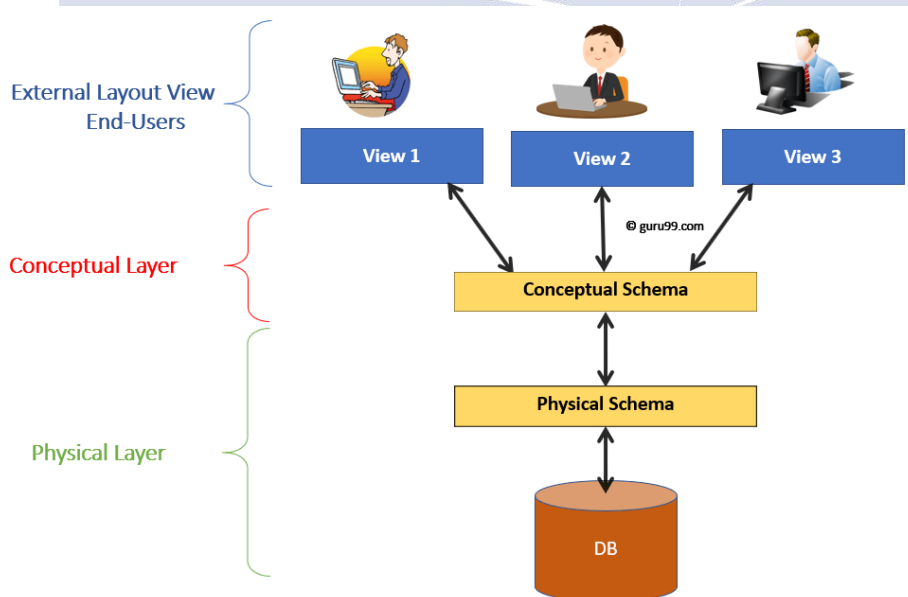 External Layout View
End-Users
View 1
View 2
View 3
© guru99.com
Conceptual Layer
Conceptual Schema
Physical Schema
Physical Layer
DB